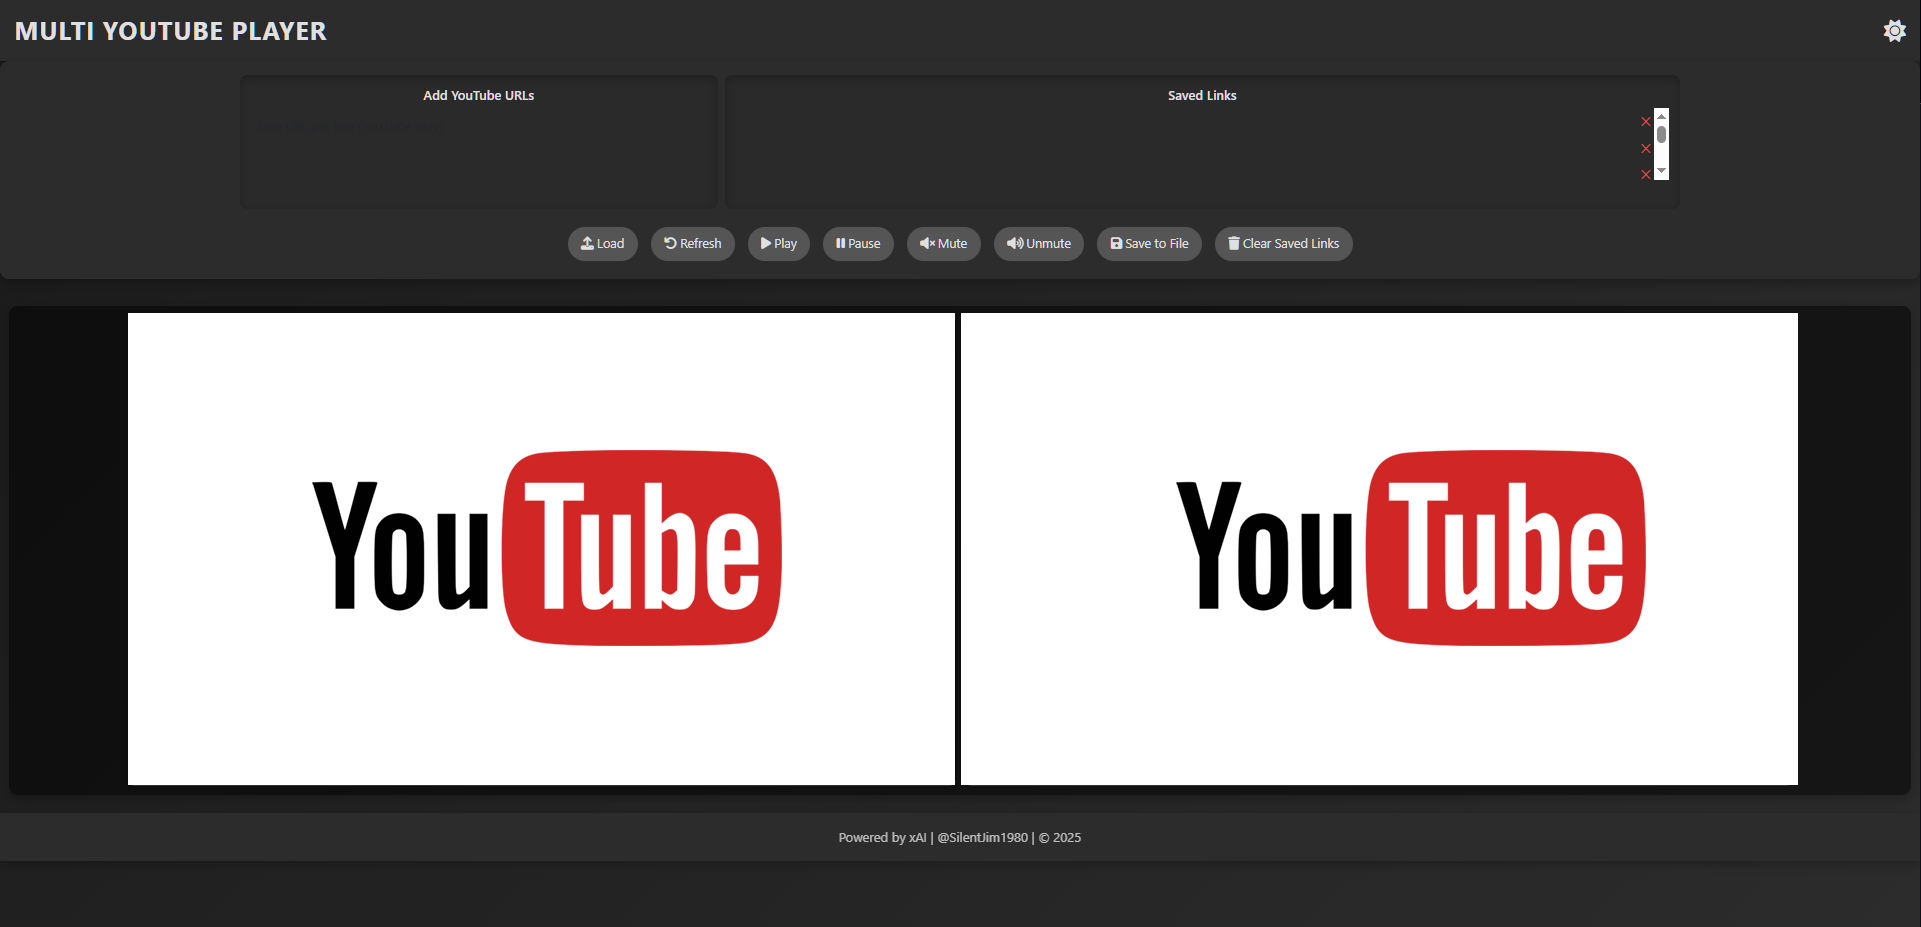 MULTI YOUTUBE PLAYER
Add YouTube URLs
Saved Links
Load Refresh Play Pause Mute Unmute Save to File Clear Saved Links
YouTube YouTube
Powered by xAI | @SilentJim1980 | © 2025